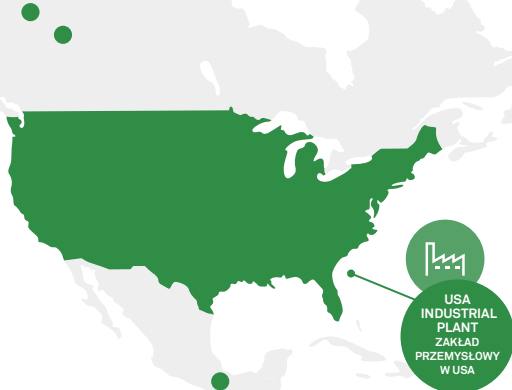 USA
INDUSTRIAL
PLANT
ZAKŁAD
PRZEMYSŁOWY
W USA